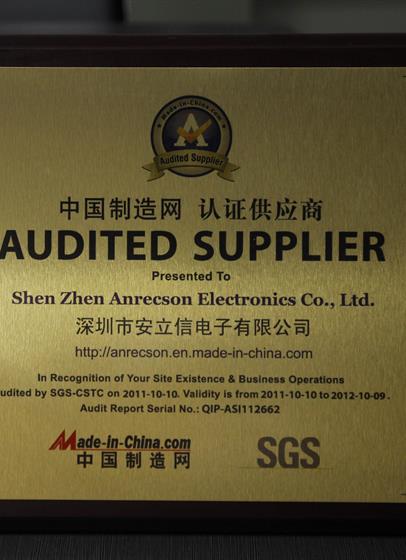 Made-in-China.com
A
Audited Supplier
中国制造网 认证供应商
AUDITED SUPPLIER
Presented To
Shen Zhen Anrecson Electronics Co., Ltd.
深圳市安立信电子有限公司
http://anrecson.en.made-in-china.com
In Recognition of Your Site Existence & Business Operations
udited by SGS-CSTC on 2011-10-10. Validity is from 2011-10-10 to 2012-10-09.
Audit Report Serial No.: QIP-ASI112662
Made-in-China.com
中国制造网
SGS